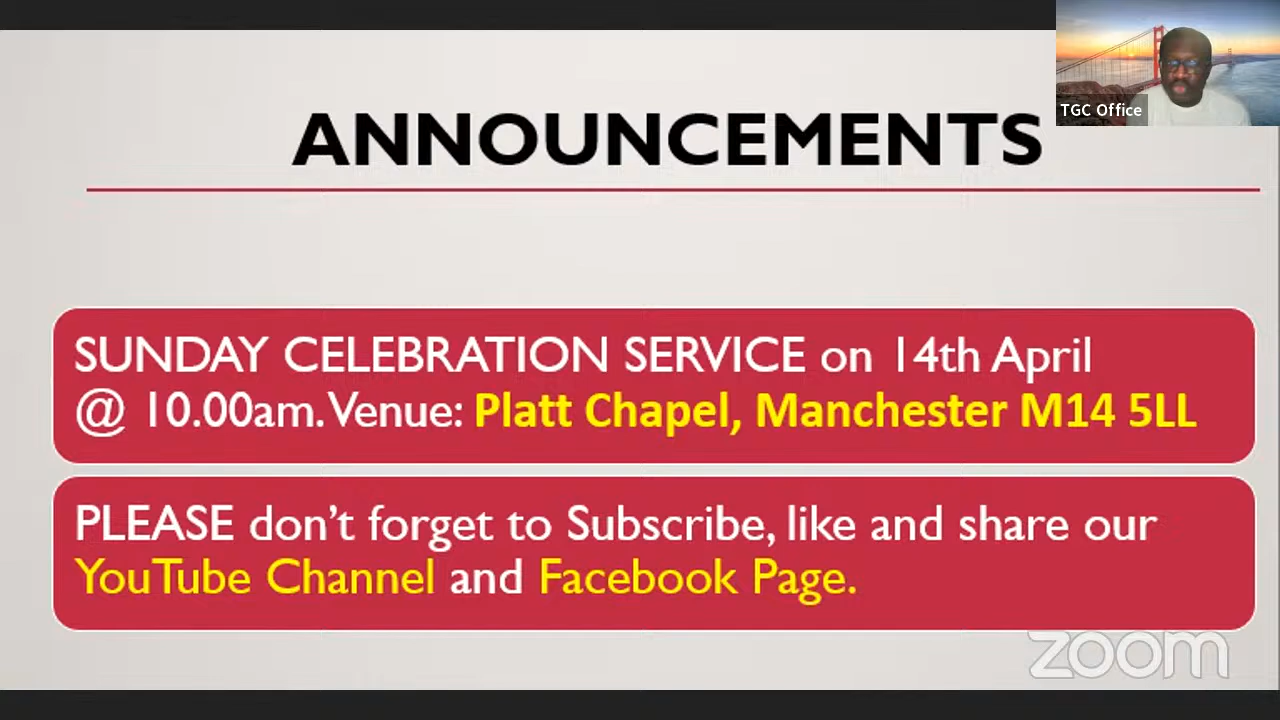 TGC Office
ANNOUNCEMENTS
SUNDAY CELEBRATION SERVICE on 14th April
@ 10.00am. Venue: Platt Chapel, Manchester M14 5LL
PLEASE don't forget to Subscribe, like and share our
YouTube Channel and Facebook Page.
zoom